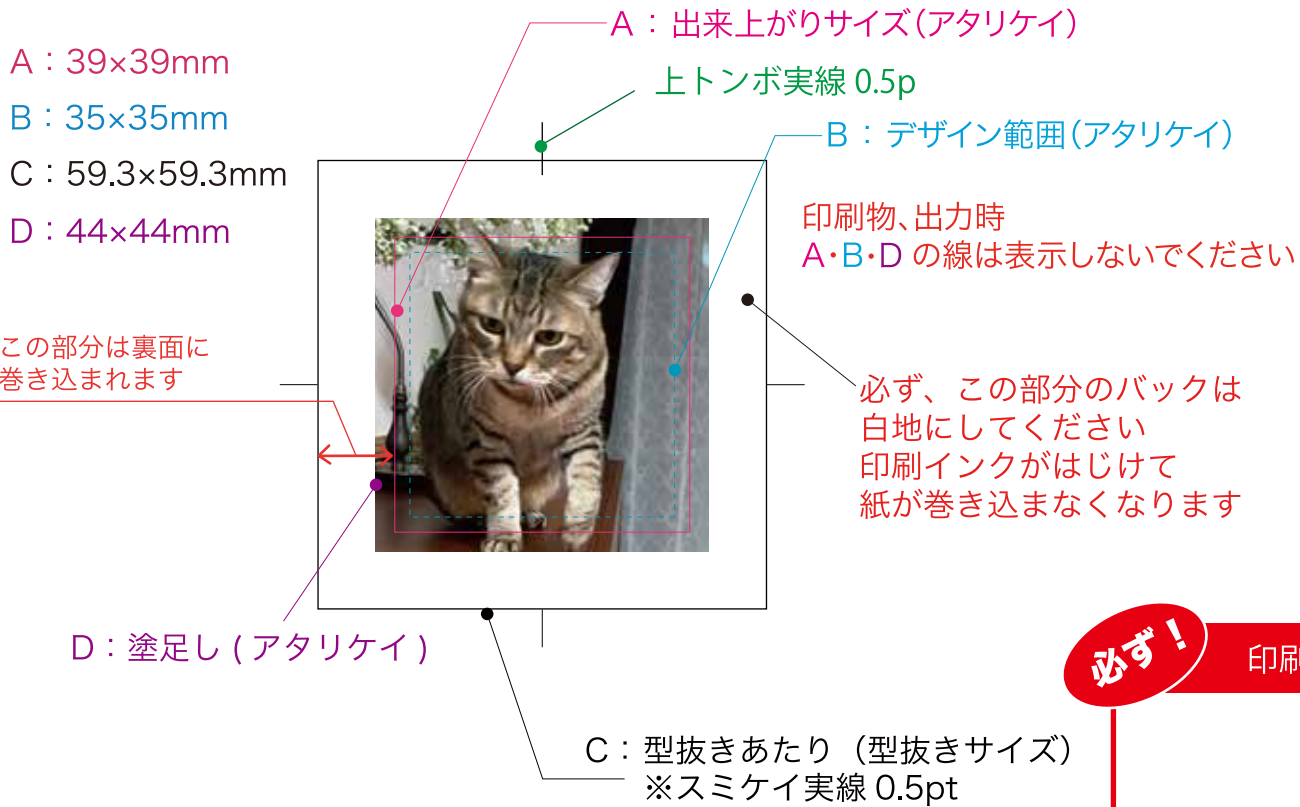 A：出来上がりサイズ(アタリケイ)
A：39×39mm
上トンボ実線 0.5p
B：35×35mm
B：デザイン範囲(アタリケイ)
C：59.3×59.3mm
D：44×44mm
印刷物、出力時
A・B・D の線は表示しないでください
この部分は裏面に
巻き込まれます
必ず、この部分のバックは
白地にしてください
印刷インクがはじけて
紙が巻き込まなくなります
D：塗足し ( アタリケイ )
必ず！
印刷
C：型抜きあたり（型抜きサイズ）
※スミケイ実線 0.5pt